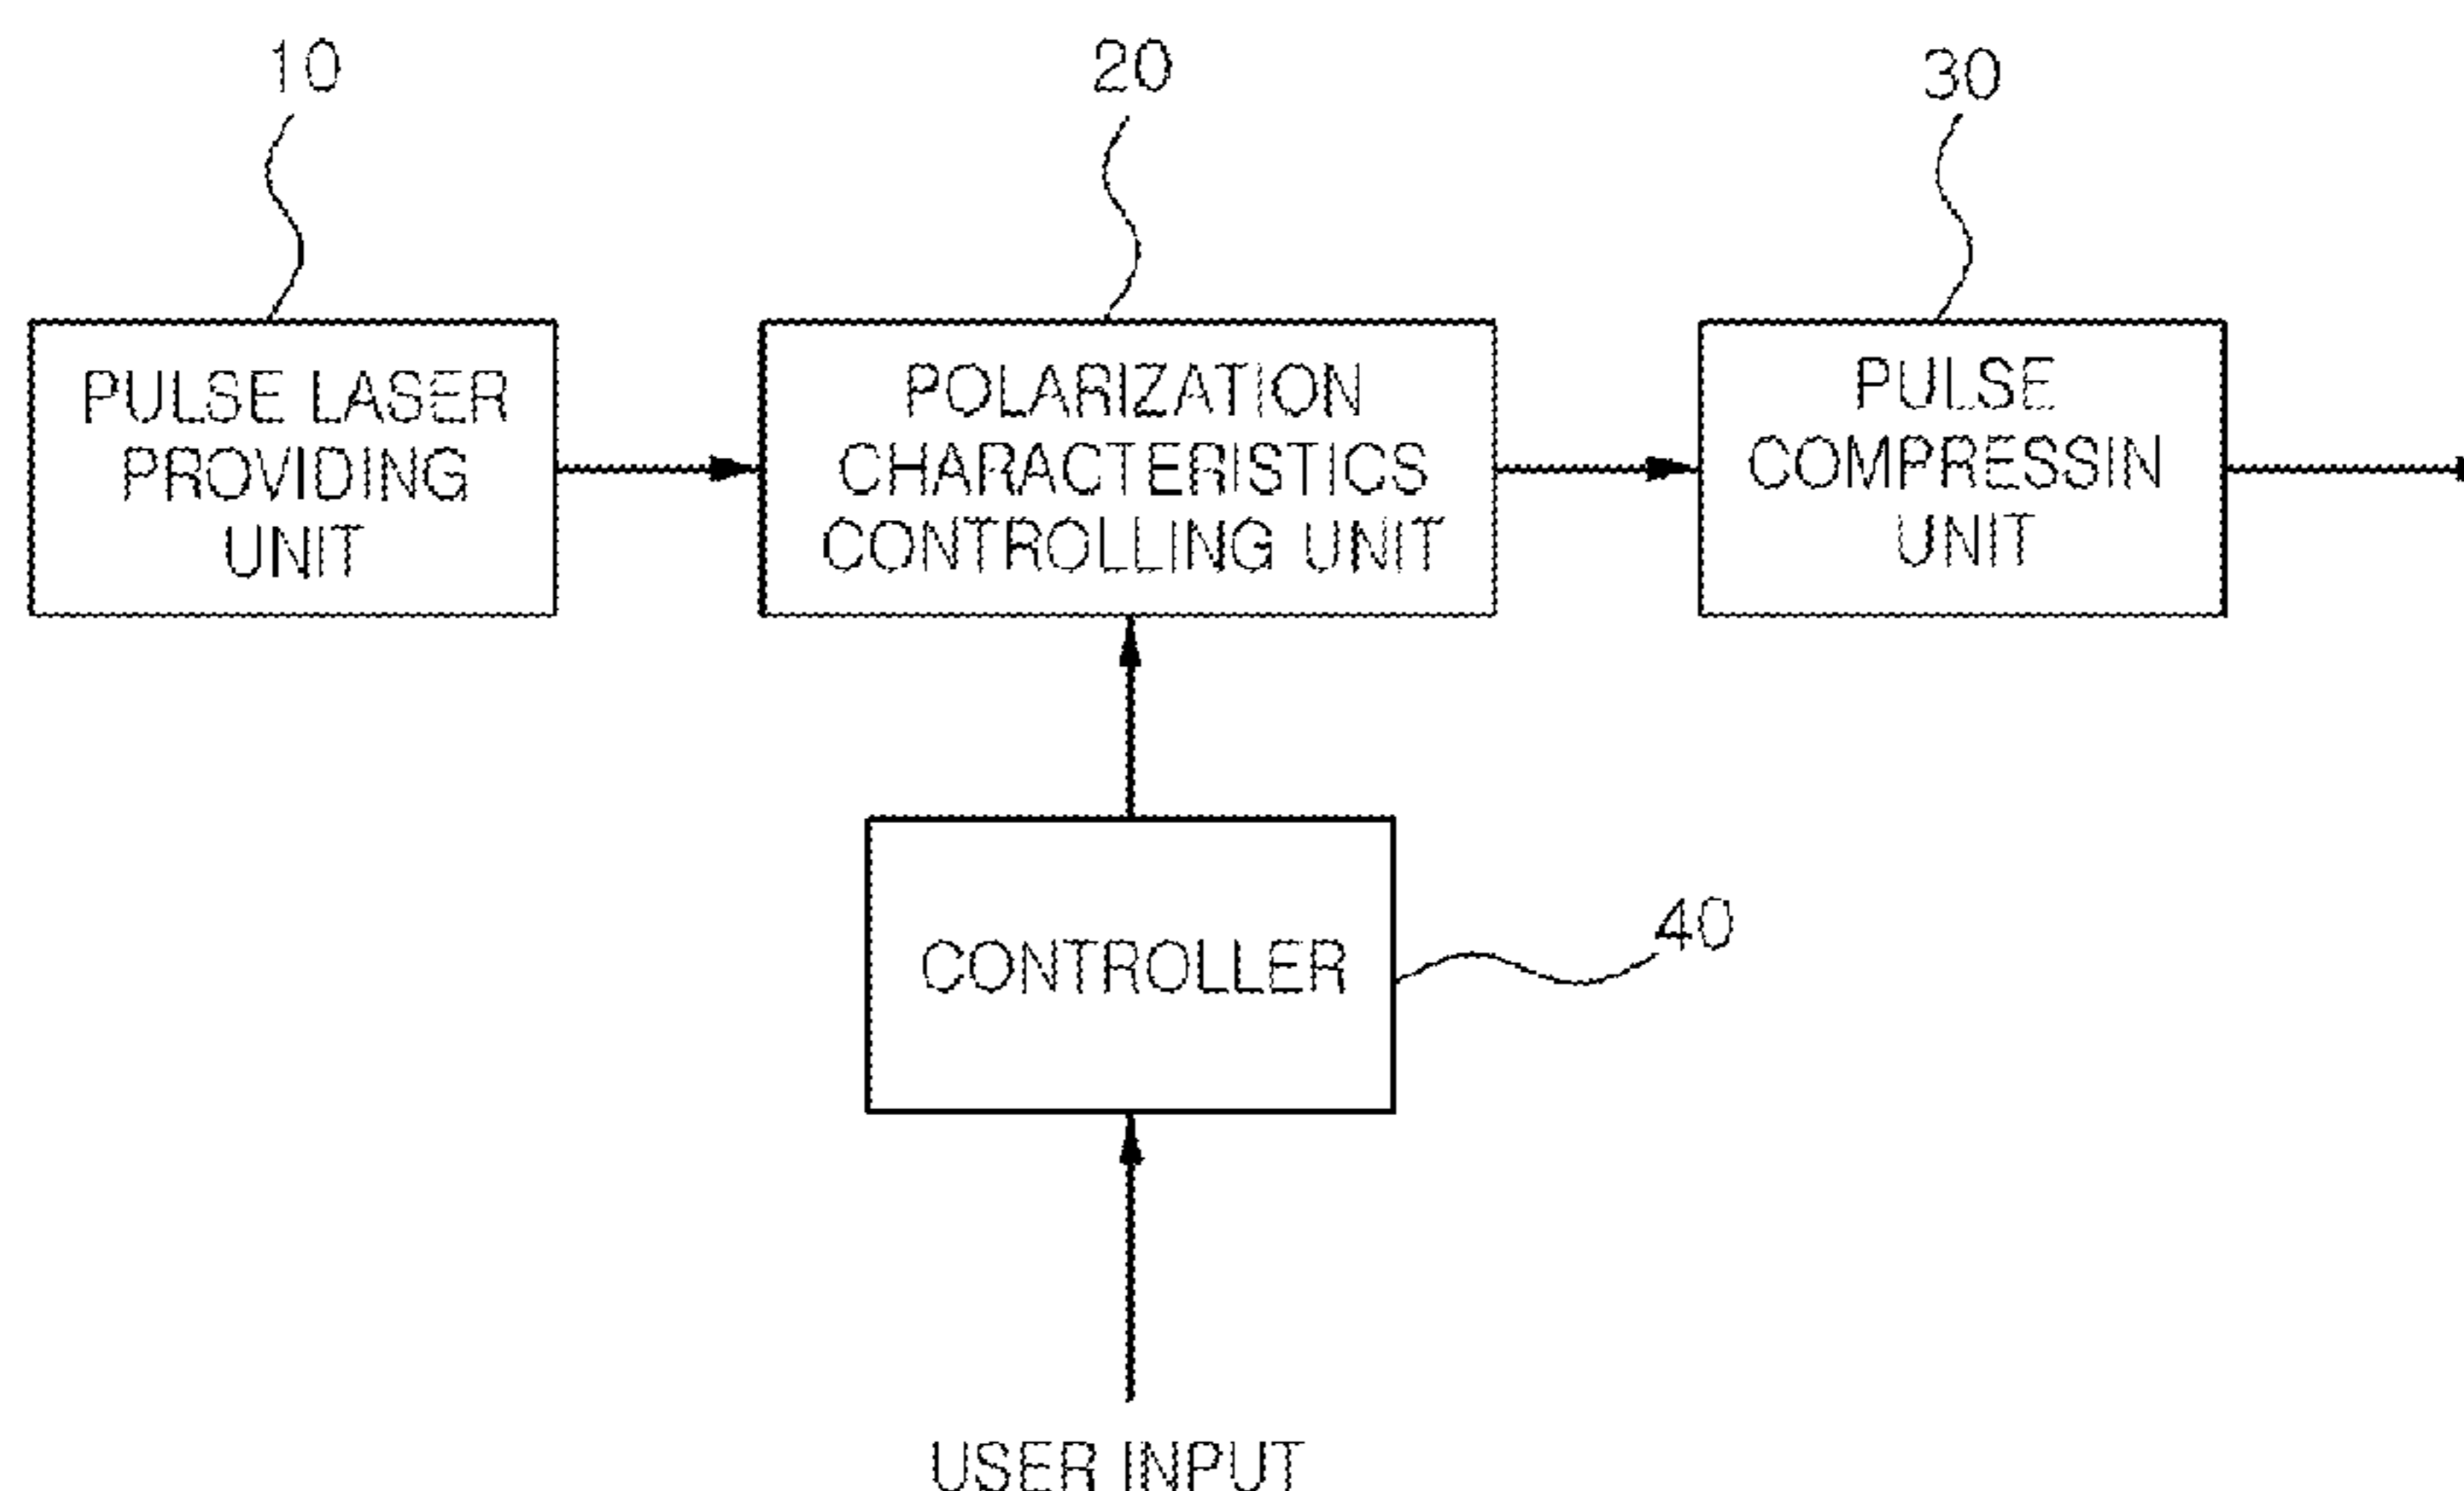 10
20
30
PULSE LASER
PROVIDING
UNIT
POLARIZATION
CHARACTERISTICS
CONTROLLING UNIT
PULSE
COMPRESSIN
UNIT
CONTROLLER
40
USER INPUT